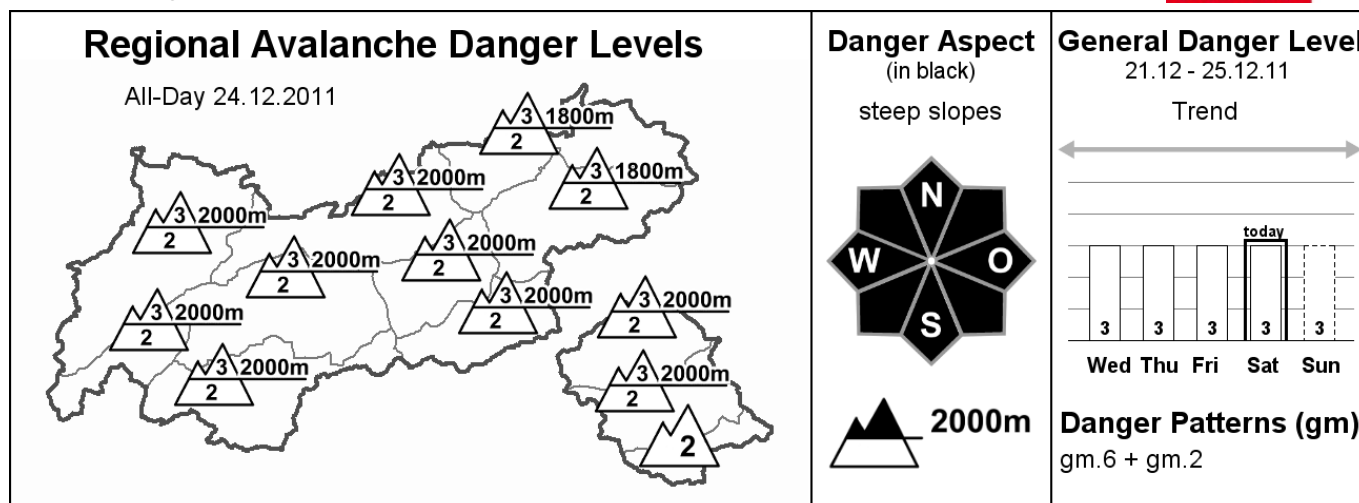 Regional Avalanche Danger Levels
All-Day 24.12.2011
3 1800m
2
3 1800m
2
3 2000m
2
3 2000m
2
3 2000m
2
3 2000m
2
3 2000m
2
3 2000m
2
3 2000m
2
3 2000m
2
3 2000m
2
2
Danger Aspect
(in black)
steep slopes
N
W O
S
2000m
General Danger Level
21.12 - 25.12.11
Trend
today
3 3 3 3 3
Wed Thu Fri Sat Sun
Danger Patterns (gm)
gm.6 + gm.2